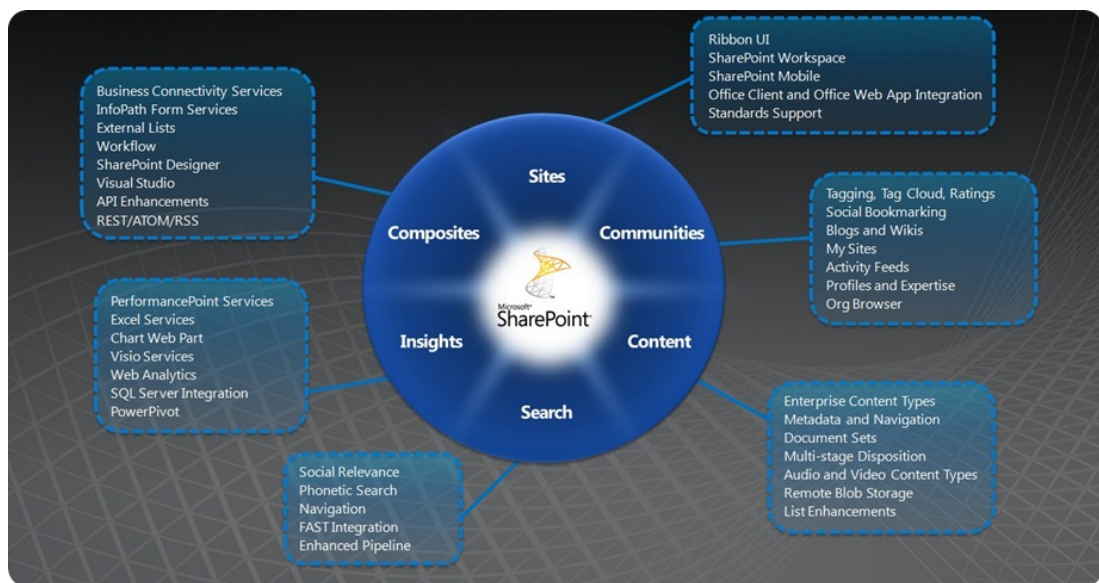 Ribbon UI
SharePoint Workspace
SharePoint Mobile
Office Client and Office Web App Integration
Standards Support
Business Connectivity Services
InfoPath Form Services
External Lists
Workflow
SharePoint Designer
Visual Studio
API Enhancements
REST/ATOM/RSS
Sites
Composites
Communities
Tagging, Tag Cloud, Ratings
Social Bookmarking
Blogs and Wikis
My Sites
Activity Feeds
Profiles and Expertise
Org Browser
Microsoft®
SharePoint®
PerformancePoint Services
Excel Services
Chart Web Part
Visio Services
Web Analytics
SQL Server Integration
PowerPivot
Insights
Content
Search
Enterprise Content Types
Metadata and Navigation
Document Sets
Multi-stage Disposition
Audio and Video Content Types
Remote Blob Storage
List Enhancements
Social Relevance
Phonetic Search
Navigation
FAST Integration
Enhanced Pipeline